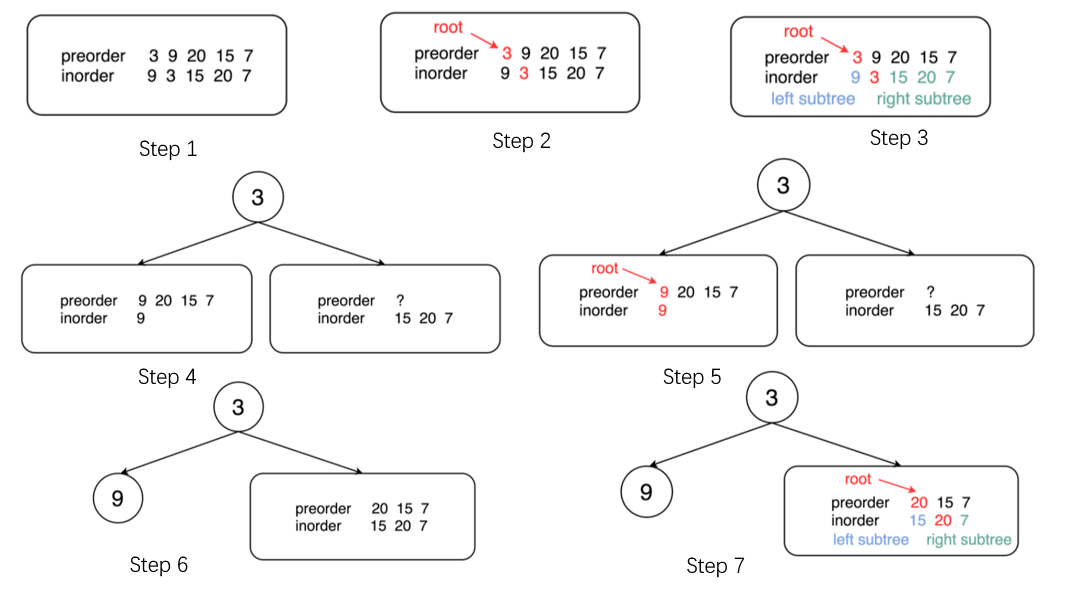 preorder 3 9 20 15 7
inorder 9 3 15 20 7
Step 1
root
preorder 3 9 20 15 7
inorder 9 3 15 20 7
Step 2
root
preorder 3 9 20 15 7
inorder 9 3 15 20 7
left subtree right subtree
Step 3
3
preorder 9 20 15 7
inorder 9
preorder ?
inorder 15 20 7
Step 4
3
root
preorder 9 20 15 7
inorder 9
preorder ?
inorder 15 20 7
Step 5
3
9
preorder 20 15 7
inorder 15 20 7
Step 6
3
9
root
preorder 20 15 7
inorder 15 20 7
left subtree right subtree
Step 7